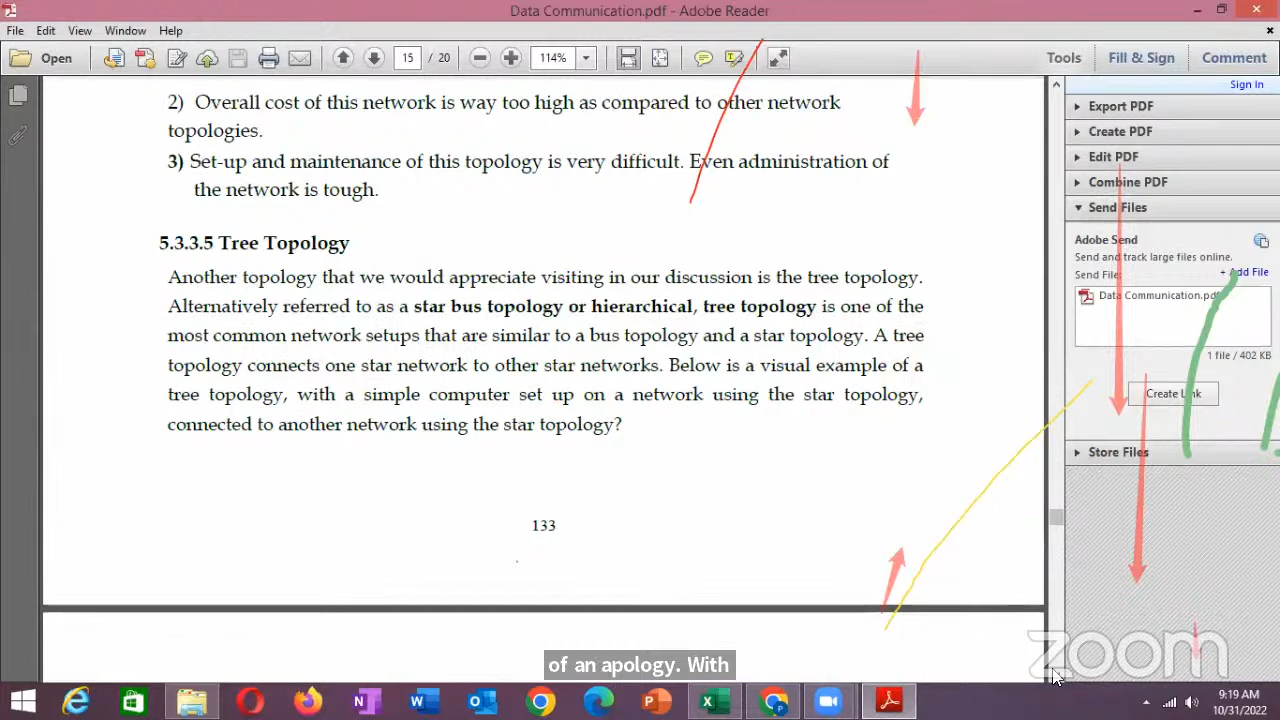 Data Communication.pdf - Adobe Reader
File Edit View Window Help
Open 15 / 20 114% Tools Fill & Sign Comment
Sign In
2) Overall cost of this network is way too high as compared to other network
topologies.
3) Set-up and maintenance of this topology is very difficult. Even administration of
the network is tough.
5.3.3.5 Tree Topology
Another topology that we would appreciate visiting in our discussion is the tree topology.
Alternatively referred to as a star bus topology or hierarchical, tree topology is one of the
most common network setups that are similar to a bus topology and a star topology. A tree
topology connects one star network to other star networks. Below is a visual example of a
tree topology, with a simple computer set up on a network using the star topology,
connected to another network using the star topology?
133
Export PDF
Create PDF
Edit PDF
Combine PDF
Send Files
Adobe Send
Send and track large files online.
Send File: + Add File
Data Communication.pdf
1 file / 402 KB
Create Link
Store Files
zoom
of an apology. With
9:19 AM
10/31/2022